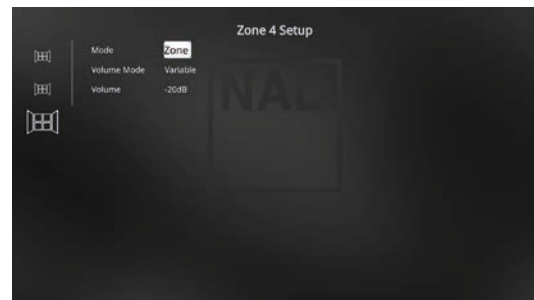 Zone 4 Setup
Mode Zone
Volume Mode Variable
Volume -20dB
NAD